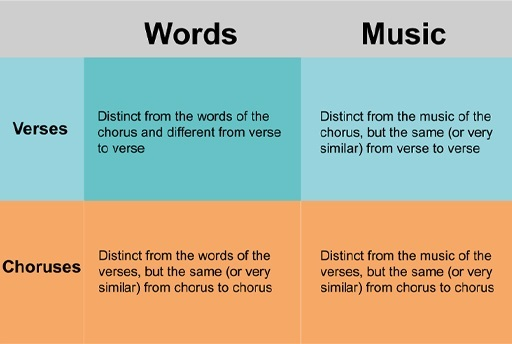 Words
Music
Verses
Distinct from the words of the
chorus and different from verse
to verse
Distinct from the music of the
chorus, but the same (or very
similar) from verse to verse
Choruses
Distinct from the words of the
verses, but the same (or very
similar) from chorus to chorus
Distinct from the music of the
verses, but the same (or very
similar) from chorus to chorus